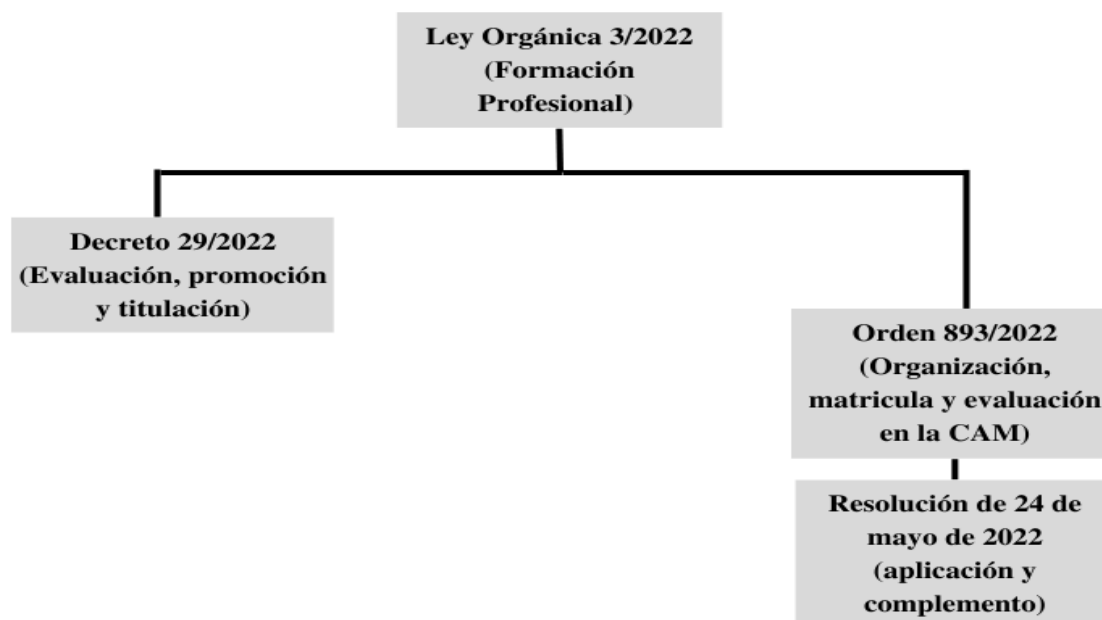 Ley Orgánica 3/2022
(Formación
Profesional)
Decreto 29/2022
(Evaluación, promoción
y titulación)
Orden 893/2022
(Organización,
matricula y evaluación
en la CAM)
Resolución de 24 de
mayo de 2022
(aplicación y
complemento)